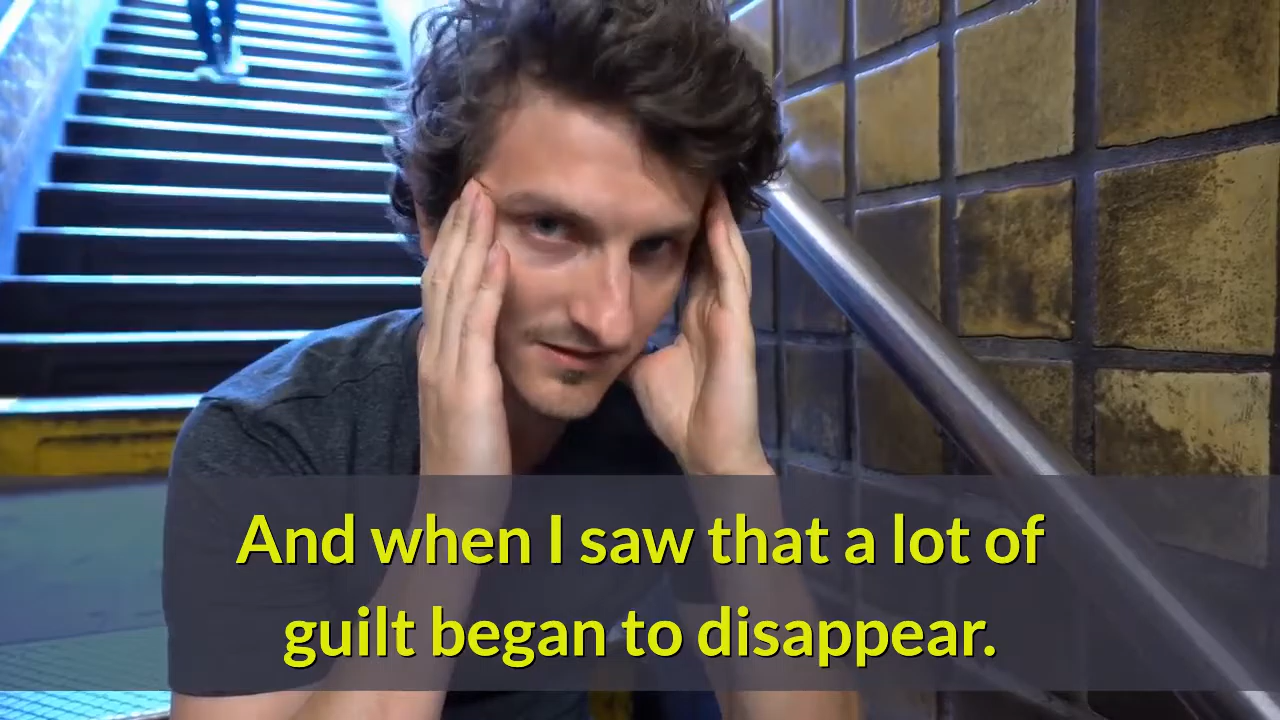 And when I saw that a lot of
guilt began to disappear.